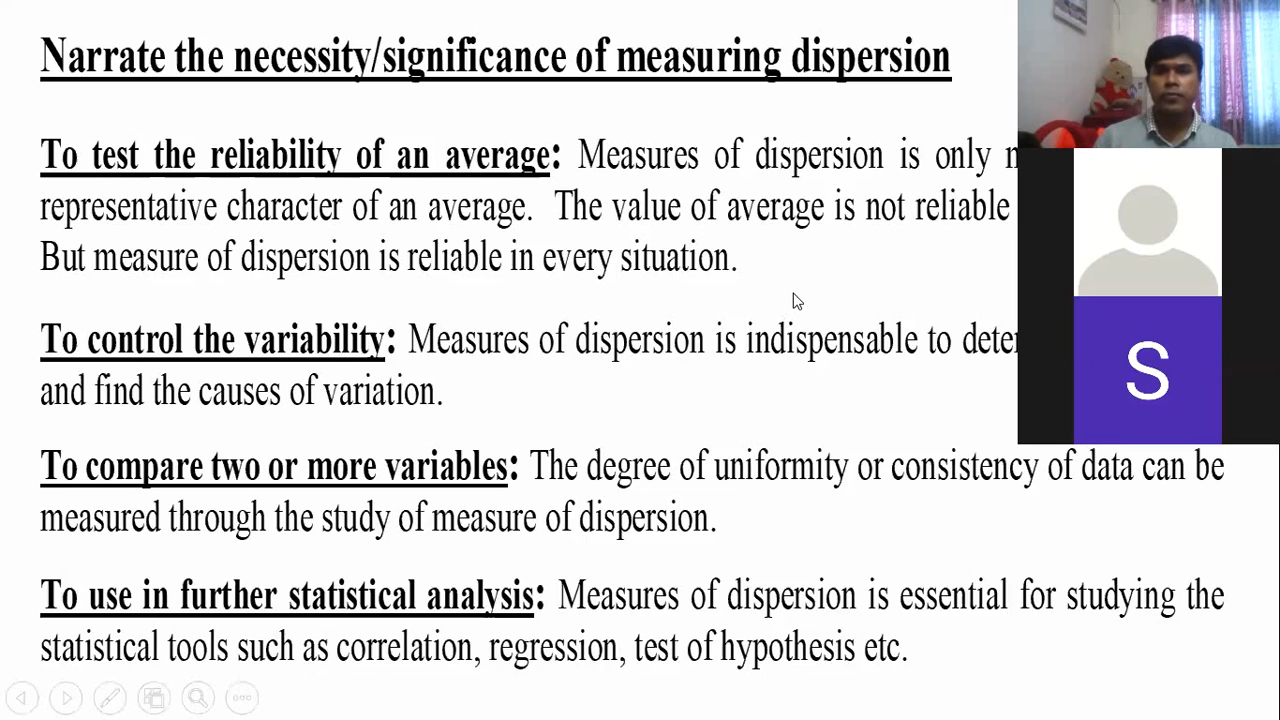 Narrate the necessity/significance of measuring dispersion
To test the reliability of an average: Measures of dispersion is only
representative character of an average. The value of average is not reliable
But measure of dispersion is reliable in every situation.
To control the variability: Measures of dispersion is indispensable to
and find the causes of variation.
To compare two or more variables: The degree of uniformity or consistency of data can be
measured through the study of measure of dispersion.
To use in further statistical analysis: Measures of dispersion is essential for studying the
statistical tools such as correlation, regression, test of hypothesis etc.
S